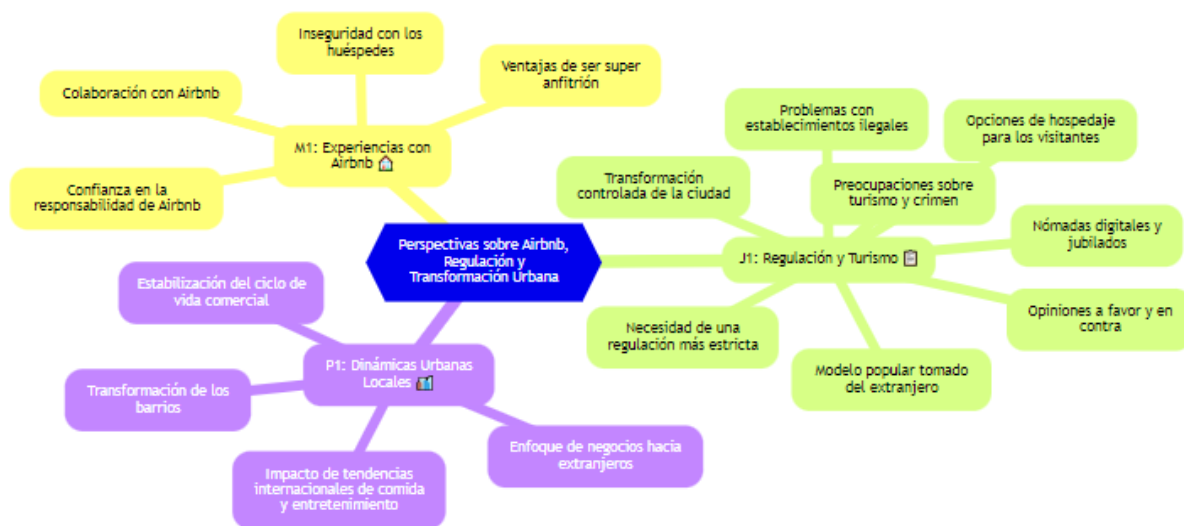 Perspectivas sobre Airbnb,
Regulación y
Transformación Urbana
M1: Experiencias con
Airbnb 🏠
Inseguridad con los
huéspedes
Ventajas de ser super
anfitrión
Colaboración con Airbnb
Confianza en la
responsabilidad de Airbnb
J1: Regulación y Turismo 📋
Problemas con
establecimientos ilegales
Opciones de hospedaje
para los visitantes
Transformación
controlada de la ciudad
Preocupaciones sobre
turismo y crimen
Nómadas digitales y
jubilados
Opiniones a favor y en
contra
Necesidad de una
regulación más estricta
Modelo popular tomado
del extranjero
P1: Dinámicas Urbanas
Locales 🏙️
Estabilización del ciclo de
vida comercial
Transformación de los
barrios
Impacto de tendencias
internacionales de comida
y entretenimiento
Enfoque de negocios hacia
extranjeros